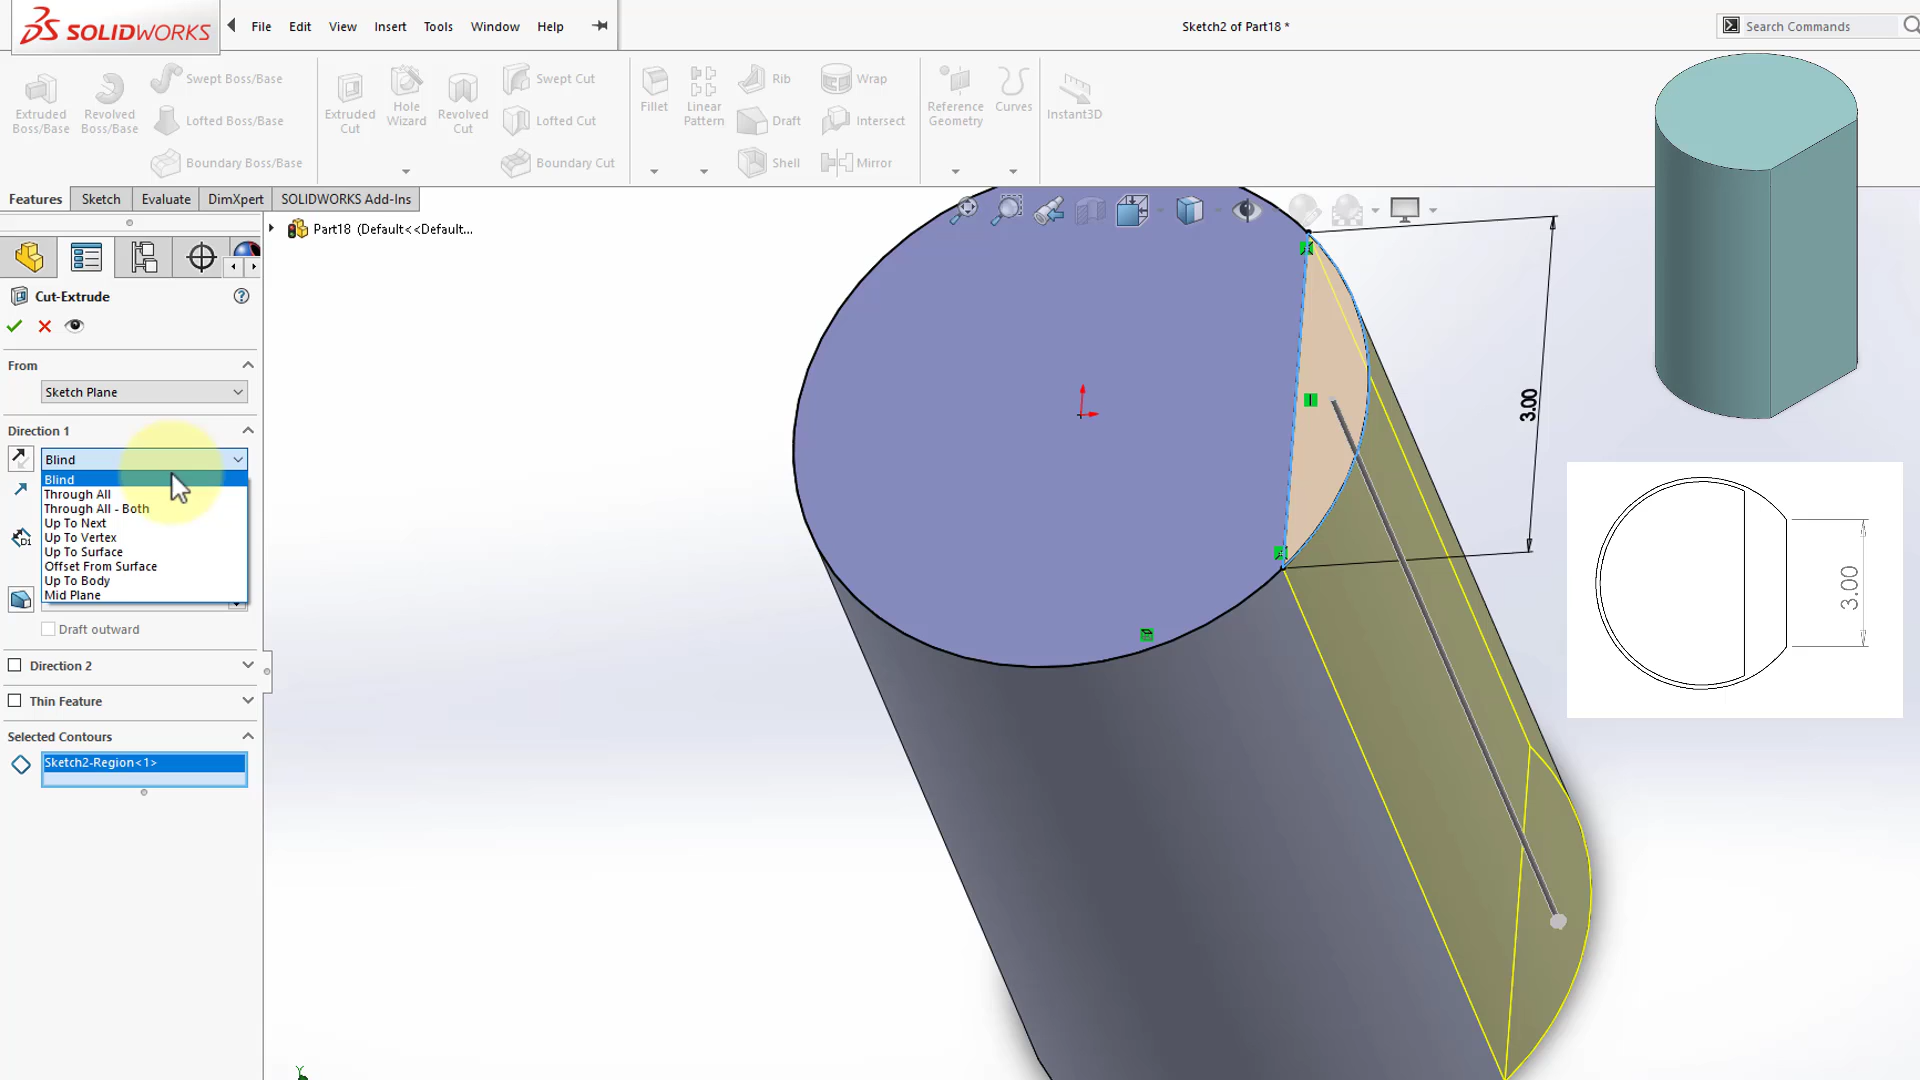 SOLIDWORKS
File Edit View Insert Tools Window Help
Sketch2 of Part18 *
Search Commands
Extruded Boss/Base
Revolved Boss/Base
Swept Boss/Base
Lofted Boss/Base
Boundary Boss/Base
Extruded Cut
Hole Wizard
Revolved Cut
Swept Cut
Lofted Cut
Boundary Cut
Fillet
Linear Pattern
Rib
Draft
Shell
Wrap
Intersect
Mirror
Reference Geometry
Curves
Instant3D
Features Sketch Evaluate DimXpert SOLIDWORKS Add-Ins
Part18 (Default<<Default...
Cut-Extrude
From
Sketch Plane
Direction 1
Blind
Blind
Through All
Through All - Both
Up To Next
Up To Vertex
Up To Surface
Offset From Surface
Up To Body
Mid Plane
Draft outward
Direction 2
Thin Feature
Selected Contours
Sketch2-Region<1>
3.00
3.00
D1
Y